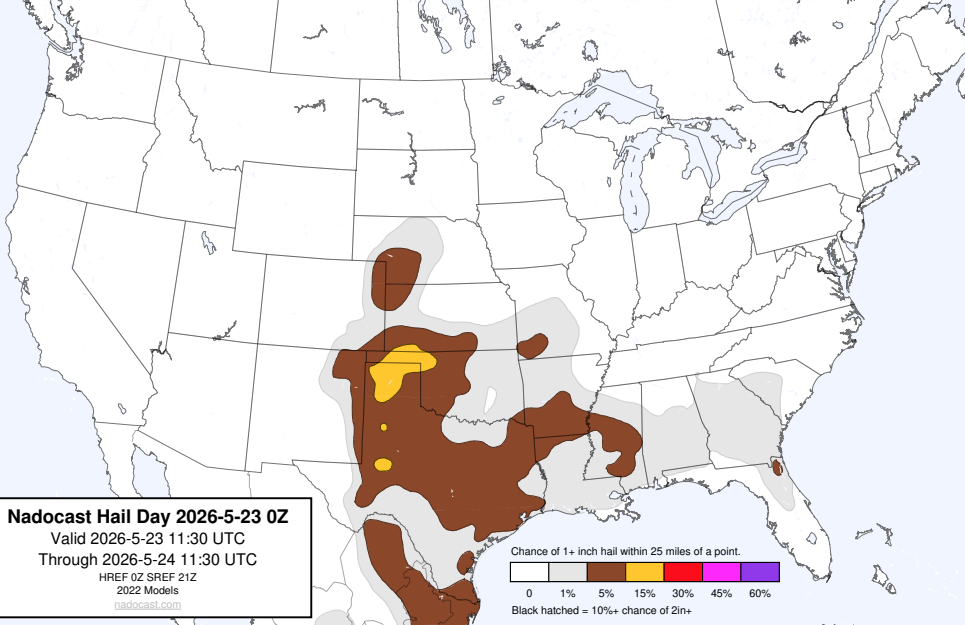 Nadocast Hail Day 2026-5-23 0Z
Valid 2026-5-23 11:30 UTC
Through 2026-5-24 11:30 UTC
HREF 0Z SREF 21Z
2022 Models
nadocast.com
Chance of 1+ inch hail within 25 miles of a point.
0 1% 5% 15% 30% 45% 60%
Black hatched = 10%+ chance of 2in+